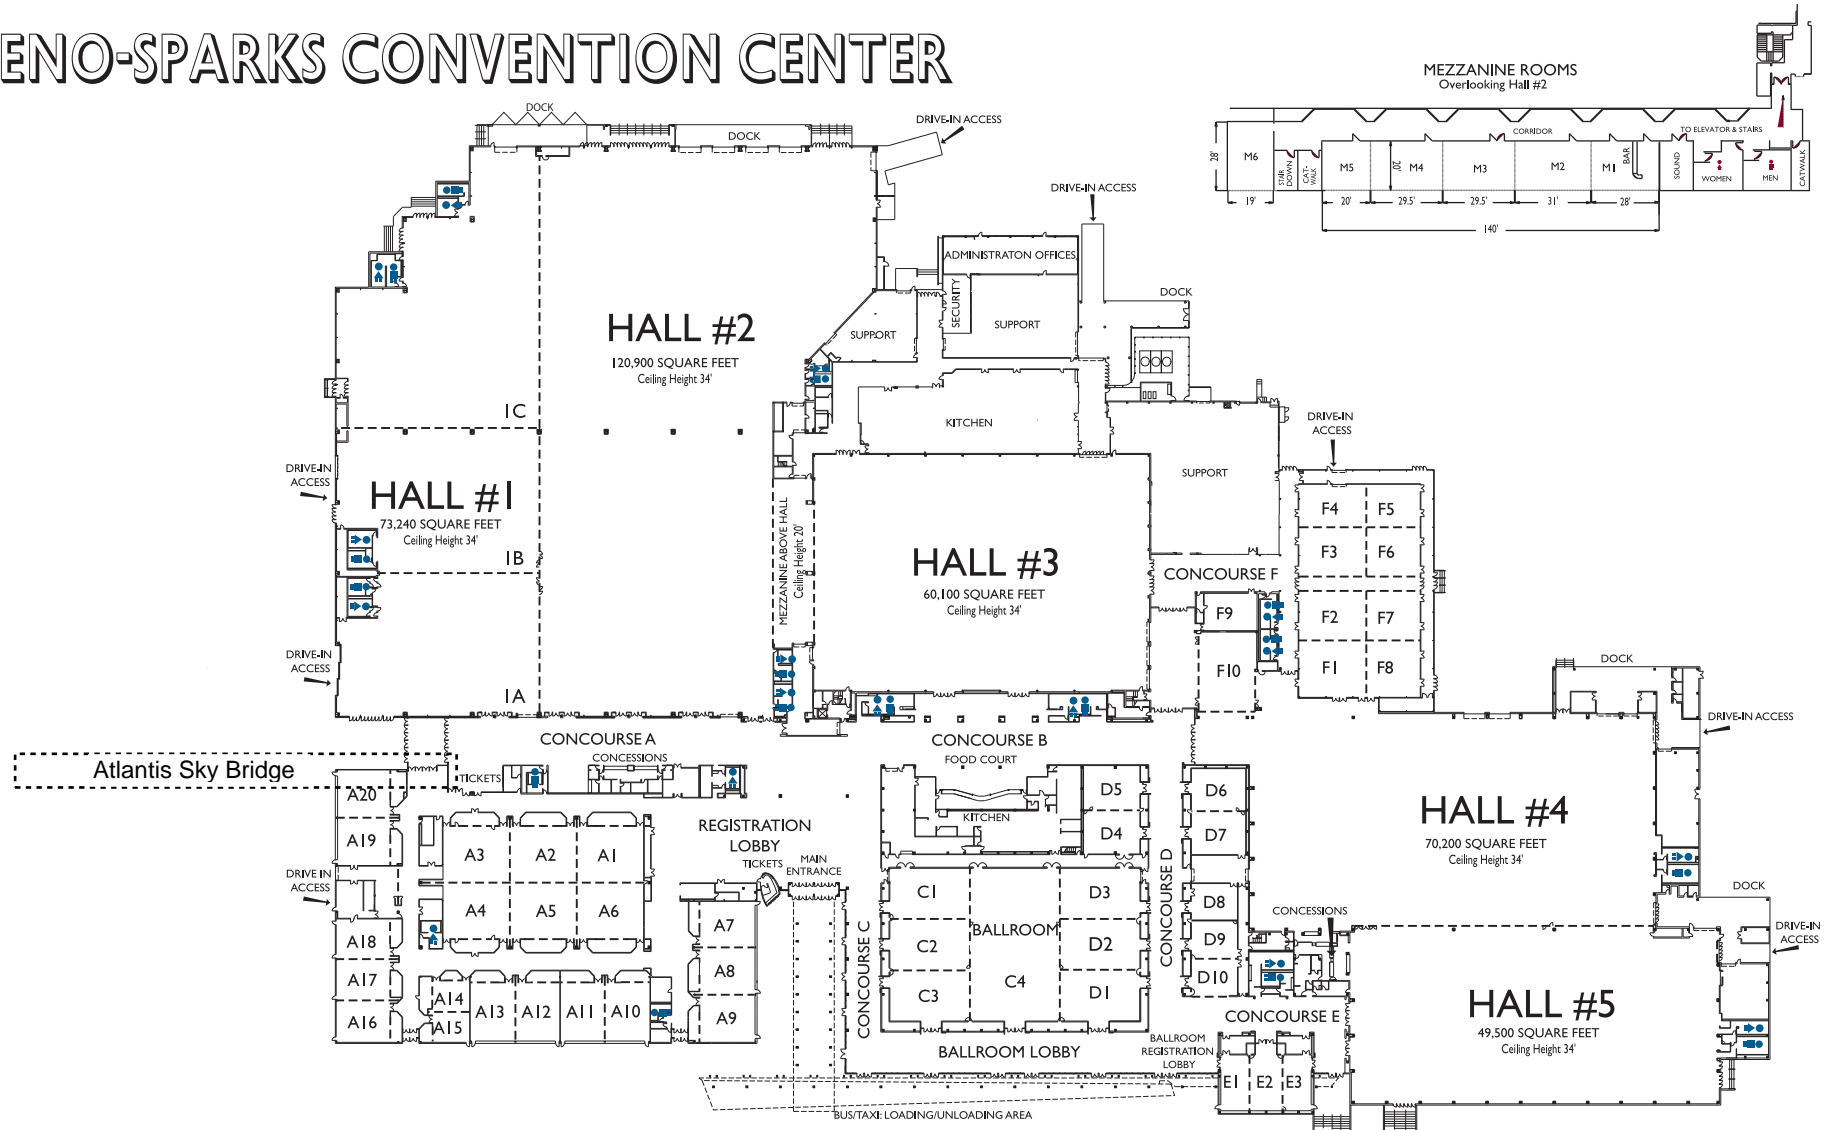 ENO-SPARKS CONVENTION CENTER
MEZZANINE ROOMS
Overlooking Hall #2
CORRIDOR
TO ELEVATOR & STAIRS
28'
M6
STAIR
DOWN
CAT-
WALK
M5
20'
M4
M3
M2
M1
BAR
SOUND
WOMEN
MEN
CATWALK
19'
20'
29.5'
29.5'
31'
28'
140'
DOCK
DOCK
DRIVE-IN ACCESS
DRIVE-IN ACCESS
ADMINISTRATON OFFICES
SECURITY
SUPPORT
SUPPORT
DOCK
HALL #2
120,900 SQUARE FEET
Ceiling Height 34'
1C
KITCHEN
DRIVE-IN
ACCESS
SUPPORT
DRIVE-IN
ACCESS
HALL #1
73,240 SQUARE FEET
Ceiling Height 34'
1B
MEZZANINE ABOVE HALL
Ceiling Height 20'
HALL #3
60,100 SQUARE FEET
Ceiling Height 34'
CONCOURSE F
F4
F5
F3
F6
F9
F2
F7
F10
F1
F8
DRIVE-IN
ACCESS
1A
DOCK
DRIVE-IN ACCESS
CONCOURSE A
CONCOURSE B
FOOD COURT
Atlantis Sky Bridge
TICKETS
CONCESSIONS
A20
A19
D5
D6
KITCHEN
D4
D7
HALL #4
70,200 SQUARE FEET
Ceiling Height 34'
REGISTRATION
LOBBY
TICKETS
MAIN
ENTRANCE
A3
A2
A1
DRIVE IN
ACCESS
A4
A5
A6
C1
D3
D8
CONCOURSE D
DOCK
CONCESSIONS
A7
BALLROOM
A18
C2
D2
D9
DRIVE-IN
ACCESS
CONCOURSE C
A17
A8
C4
D10
A14
A13
A12
A11
A10
C3
D1
A16
A15
A9
CONCOURSE E
HALL #5
49,500 SQUARE FEET
Ceiling Height 34'
BALLROOM LOBBY
BALLROOM
REGISTRATION
LOBBY
E1
E2
E3
BUS/TAXI: LOADING/UNLOADING AREA